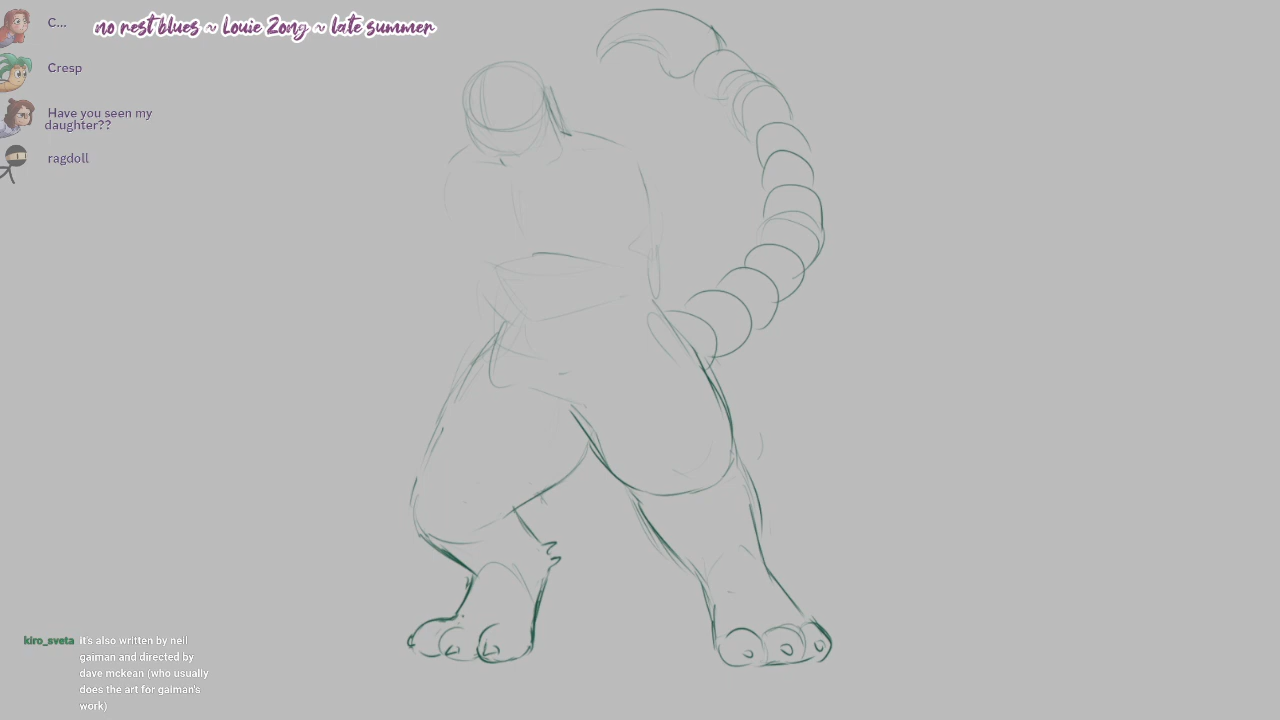 no rest blues ~ Louie Zong ~ late summer
C...
Cresp
Have you seen my
daughter??
ragdoll
kiro_sveta it's also written by neil
gaiman and directed by
dave mckean (who usually
does the art for gaiman's
work)